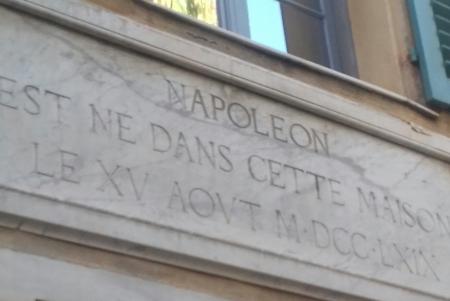 NAPOLEON
EST NE DANS CETTE MAISON
LE XV AOVT M·DCC·LXIX